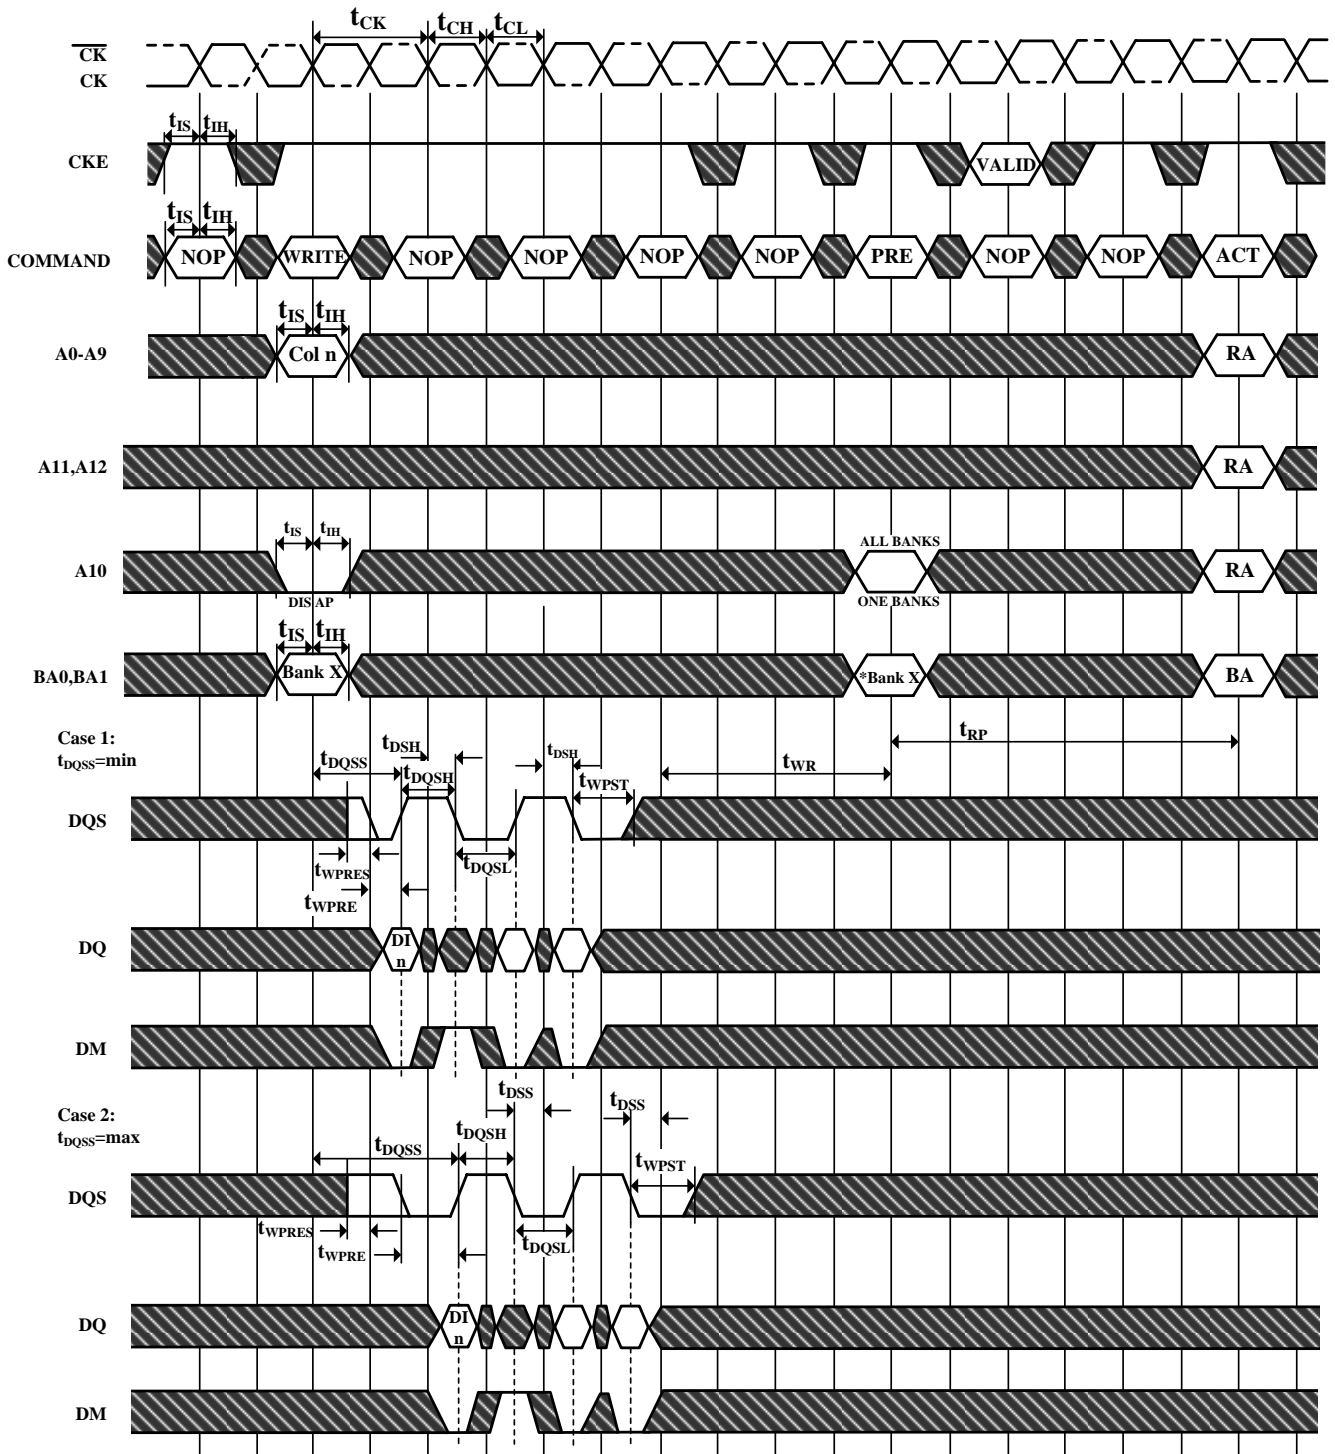 tCK tCH tCL
CK
CK
tIS tIH
CKE
VALID
tIS tIH
COMMAND
NOP WRITE NOP NOP NOP NOP PRE NOP NOP ACT
tIS tIH
A0-A9
Col n RA
A11,A12
RA
tIS tIH
ALL BANKS
A10
RA
DIS AP
ONE BANKS
tIS tIH
BA0,BA1
Bank X *Bank X BA
Case 1:
tDQSS=min
tDSH
tDSH
tRP
tDQSS
tDQSH
tWPST
tWR
DQS
tWPRES
tDQSL
tWPRE
DQ
DI
n
DM
tDSS
tDSS
Case 2:
tDQSS=max
tDQSS
tDQSH
tWPST
DQS
tWPRES
tWPRE
tDQSL
DQ
DI
n
DM